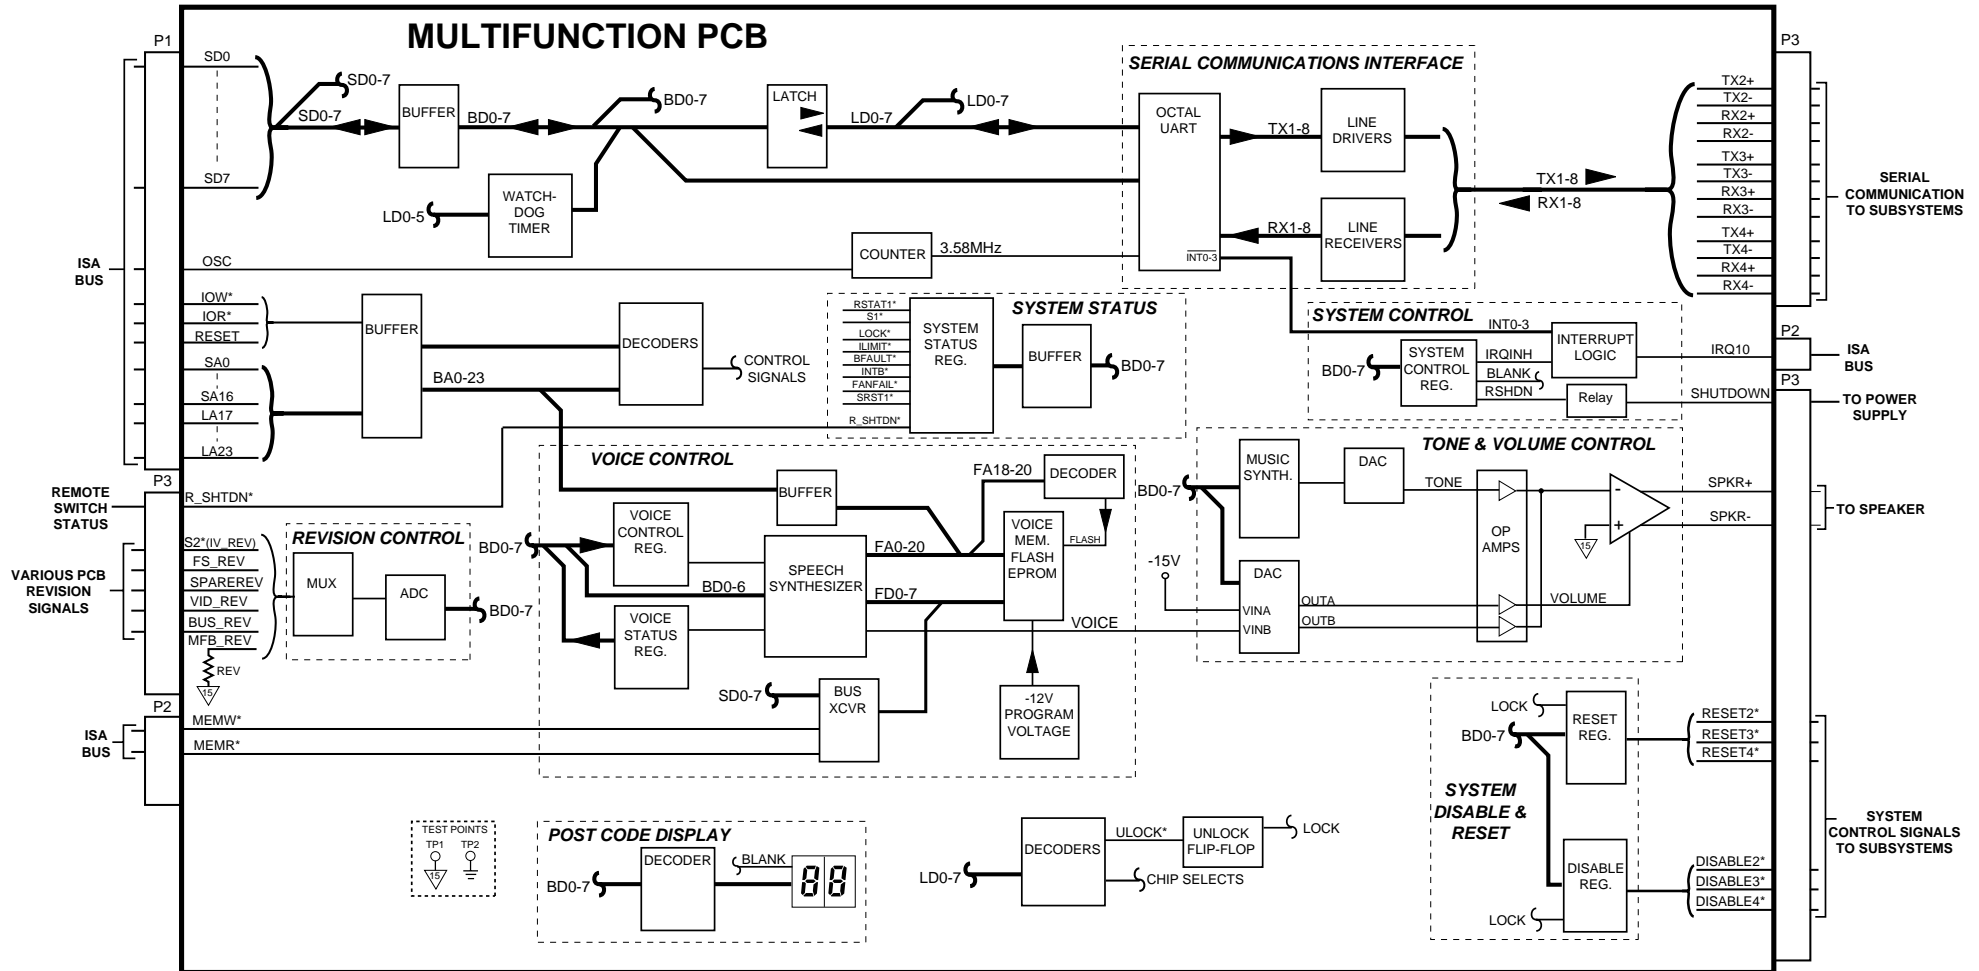 MULTIFUNCTION PCB
P1
SD0
SD7
SD0-7
SD0-7
BUFFER
BD0-7
BD0-7
LATCH
LD0-7
LD0-7
WATCH-
DOG
TIMER
LD0-5
ISA
BUS
OSC
COUNTER
3.58MHz
SERIAL COMMUNICATIONS INTERFACE
OCTAL
UART
TX1-8
LINE
DRIVERS
RX1-8
LINE
RECEIVERS
INT0-3
TX1-8
RX1-8
P3
TX2+
TX2-
RX2+
RX2-
TX3+
TX3-
RX3+
RX3-
TX4+
TX4-
RX4+
RX4-
SERIAL
COMMUNICATION
TO SUBSYSTEMS
IOW*
IOR*
RESET
SA0
SA16
LA17
LA23
BUFFER
BA0-23
DECODERS
CONTROL
SIGNALS
SYSTEM STATUS
RSTAT1*
S1*
LOCK*
ILIMIT*
BFAULT*
INTB*
FANFAIL*
SRST1*
R_SHTDN*
SYSTEM
STATUS
REG.
BUFFER
BD0-7
SYSTEM CONTROL
INT0-3
INTERRUPT
LOGIC
BD0-7
SYSTEM
CONTROL
REG.
IRQINH
BLANK
RSHDN
Relay
IRQ10
SHUTDOWN
P2
ISA
BUS
P3
TO POWER
SUPPLY
P3
REMOTE
SWITCH
STATUS
R_SHTDN*
VARIOUS PCB
REVISION
SIGNALS
S2*(IV_REV)
FS_REV
SPAREREV
VID_REV
BUS_REV
MFB_REV
REV
15
REVISION CONTROL
MUX
ADC
BD0-7
VOICE CONTROL
BD0-7
VOICE
CONTROL
REG.
BD0-6
VOICE
STATUS
REG.
SPEECH
SYNTHESIZER
BUFFER
FA18-20
DECODER
FA0-20
FD0-7
VOICE
MEM.
FLASH
EPROM
FLASH
VOICE
SD0-7
BUS
XCVR
-12V
PROGRAM
VOLTAGE
TONE & VOLUME CONTROL
BD0-7
MUSIC
SYNTH.
DAC
TONE
OP
AMPS
-
+
15
-15V
DAC
VINA
VINB
OUTA
OUTB
VOLUME
SPKR+
SPKR-
TO SPEAKER
P2
ISA
BUS
MEMW*
MEMR*
TEST POINTS
TP1
TP2
15
POST CODE DISPLAY
BD0-7
DECODER
BLANK
88
LD0-7
DECODERS
ULOCK*
UNLOCK
FLIP-FLOP
LOCK
CHIP SELECTS
SYSTEM
DISABLE &
RESET
LOCK
BD0-7
RESET
REG.
DISABLE
REG.
LOCK
RESET2*
RESET3*
RESET4*
DISABLE2*
DISABLE3*
DISABLE4*
SYSTEM
CONTROL SIGNALS
TO SUBSYSTEMS